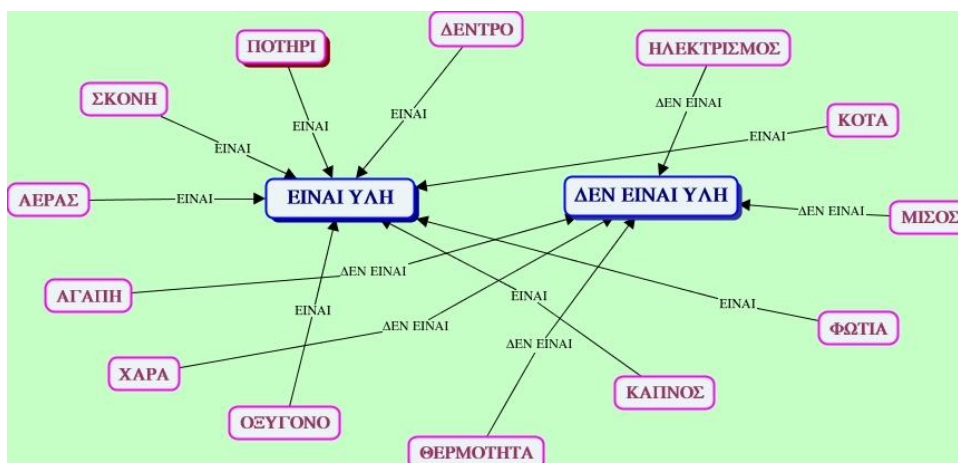 ΠΟΤΗΡΙ
ΔΕΝΤΡΟ
ΗΛΕΚΤΡΙΣΜΟΣ
ΣΚΟΝΗ
ΕΙΝΑΙ
ΕΙΝΑΙ
ΔΕΝ ΕΙΝΑΙ
ΚΟΤΑ
ΕΙΝΑΙ
ΕΙΝΑΙ
ΑΕΡΑΣ
ΕΙΝΑΙ
ΕΙΝΑΙ ΥΛΗ
ΔΕΝ ΕΙΝΑΙ ΥΛΗ
ΔΕΝ ΕΙΝΑΙ
ΜΙΣΟΣ
ΑΓΑΠΗ
ΔΕΝ ΕΙΝΑΙ
ΕΙΝΑΙ
ΕΙΝΑΙ
ΕΙΝΑΙ
ΦΩΤΙΑ
ΔΕΝ ΕΙΝΑΙ
ΔΕΝ ΕΙΝΑΙ
ΧΑΡΑ
ΚΑΠΝΟΣ
ΟΞΥΓΟΝΟ
ΘΕΡΜΟΤΗΤΑ